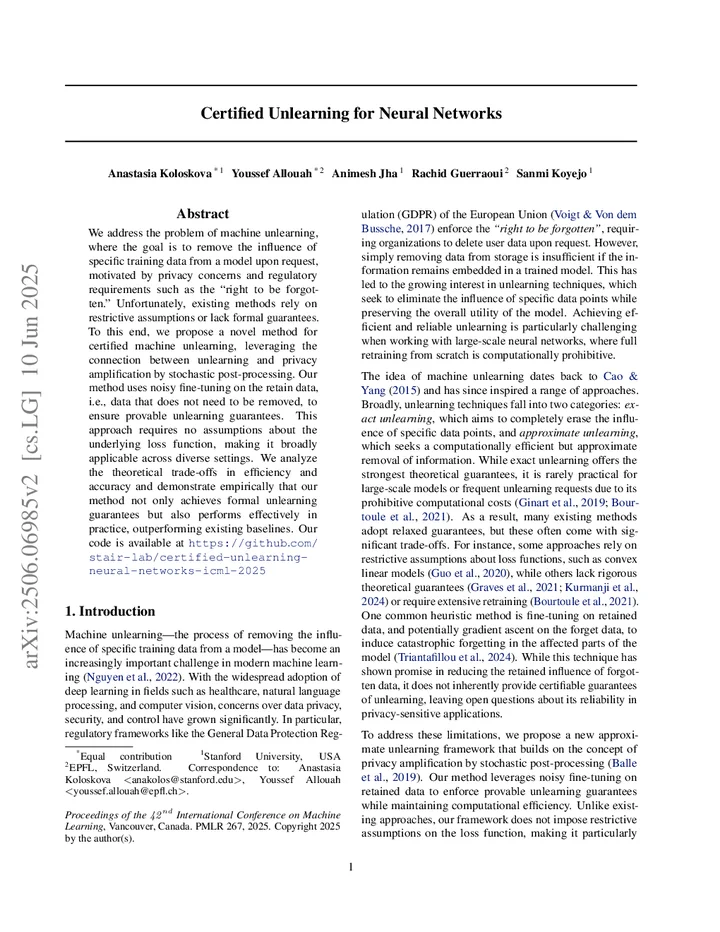 Certified Unlearning for Neural Networks
Anastasia Koloskova * 1 Youssef Allouah * 2 Animesh Jha 1 Rachid Guerraoui 2 Sanmi Koyejo 1
Abstract
We address the problem of machine unlearning,
where the goal is to remove the influence of
specific training data from a model upon request,
motivated by privacy concerns and regulatory
requirements such as the “right to be forgot-
ten.” Unfortunately, existing methods rely on
restrictive assumptions or lack formal guarantees.
To this end, we propose a novel method for
certified machine unlearning, leveraging the
connection between unlearning and privacy
amplification by stochastic post-processing. Our
method uses noisy fine-tuning on the retain data,
i.e., data that does not need to be removed, to
ensure provable unlearning guarantees. This
approach requires no assumptions about the
underlying loss function, making it broadly
applicable across diverse settings. We analyze
the theoretical trade-offs in efficiency and
accuracy and demonstrate empirically that our
method not only achieves formal unlearning
guarantees but also performs effectively in
practice, outperforming existing baselines. Our
code is available at https://github.com/
stair-lab/certified-unlearning-
neural-networks-icml-2025
1. Introduction
Machine unlearning—the process of removing the influ-
ence of specific training data from a model—has become an
increasingly important challenge in modern machine learn-
ing (Nguyen et al., 2022). With the widespread adoption of
deep learning in fields such as healthcare, natural language
processing, and computer vision, concerns over data privacy,
security, and control have grown significantly. In particular,
regulatory frameworks like the General Data Protection Reg-
*Equal contribution 1Stanford University, USA
2EPFL, Switzerland. Correspondence to: Anastasia
Koloskova <anakolos@stanford.edu>, Youssef Allouah
<youssef.allouah@epfl.ch>.
Proceedings of the 42nd International Conference on Machine
Learning, Vancouver, Canada. PMLR 267, 2025. Copyright 2025
by the author(s).
ulation (GDPR) of the European Union (Voigt & Von dem
Bussche, 2017) enforce the “right to be forgotten”, requir-
ing organizations to delete user data upon request. However,
simply removing data from storage is insufficient if the in-
formation remains embedded in a trained model. This has
led to the growing interest in unlearning techniques, which
seek to eliminate the influence of specific data points while
preserving the overall utility of the model. Achieving ef-
ficient and reliable unlearning is particularly challenging
when working with large-scale neural networks, where full
retraining from scratch is computationally prohibitive.
The idea of machine unlearning dates back to Cao &
Yang (2015) and has since inspired a range of approaches.
Broadly, unlearning techniques fall into two categories: ex-
act unlearning, which aims to completely erase the influ-
ence of specific data points, and approximate unlearning,
which seeks a computationally efficient but approximate
removal of information. While exact unlearning offers the
strongest theoretical guarantees, it is rarely practical for
large-scale models or frequent unlearning requests due to its
prohibitive computational costs (Ginart et al., 2019; Bour-
toule et al., 2021). As a result, many existing methods
adopt relaxed guarantees, but these often come with sig-
nificant trade-offs. For instance, some approaches rely on
restrictive assumptions about loss functions, such as convex
linear models (Guo et al., 2020), while others lack rigorous
theoretical guarantees (Graves et al., 2021; Kurmanji et al.,
2024) or require extensive retraining (Bourtoule et al., 2021).
One common heuristic method is fine-tuning on retained
data, and potentially gradient ascent on the forget data, to
induce catastrophic forgetting in the affected parts of the
model (Triantafillou et al., 2024). While this technique has
shown promise in reducing the retained influence of forgot-
ten data, it does not inherently provide certifiable guarantees
of unlearning, leaving open questions about its reliability in
privacy-sensitive applications.
To address these limitations, we propose a new approxi-
mate unlearning framework that builds on the concept of
privacy amplification by stochastic post-processing (Balle
et al., 2019). Our method leverages noisy fine-tuning on
retained data to enforce provable unlearning guarantees
while maintaining computational efficiency. Unlike exist-
ing approaches, our framework does not impose restrictive
assumptions on the loss function, making it particularly
1
arXiv:2506.06985v2 [cs.LG] 10 Jun 2025